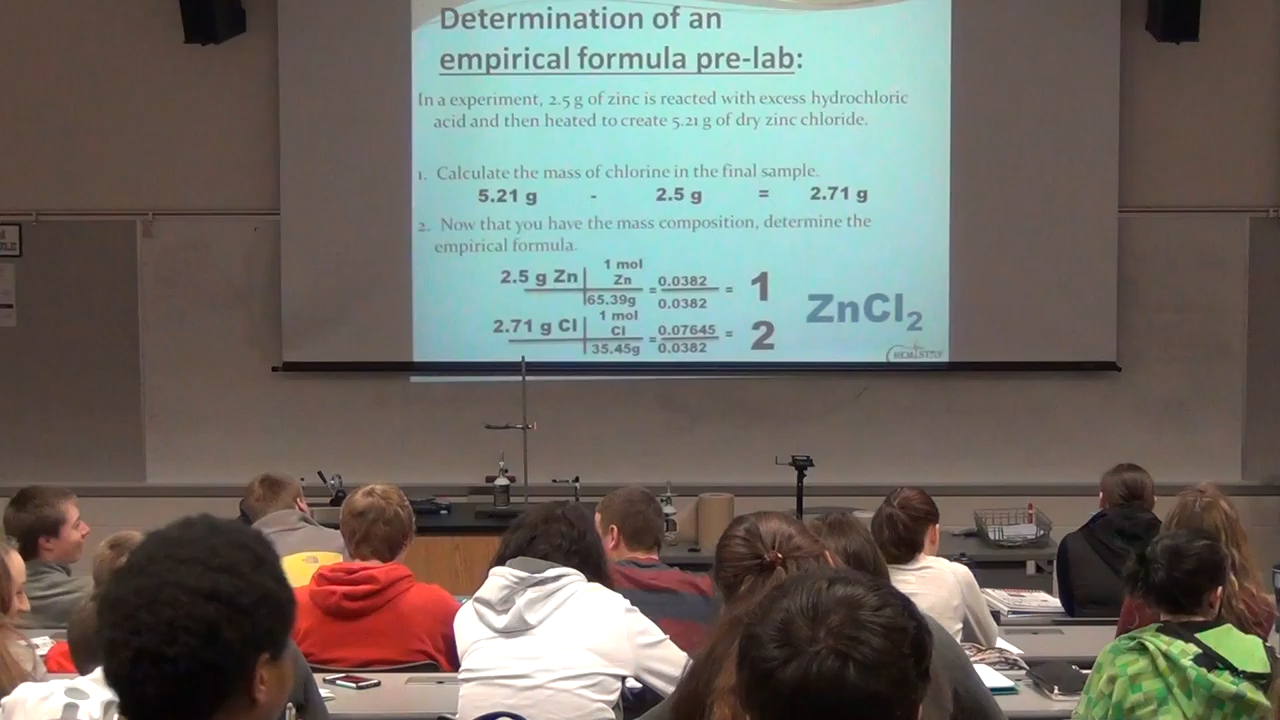 Determination of an
empirical formula pre-lab:
In a experiment, 2.5 g of zinc is reacted with excess hydrochloric
acid and then heated to create 5.21 g of dry zinc chloride.
1. Calculate the mass of chlorine in the final sample.
5.21 g - 2.5 g = 2.71 g
2. Now that you have the mass composition, determine the
empirical formula.
1 mol
2.5 g Zn Zn = 0.0382 = 1
65.39g 0.0382
1 mol
2.71 g Cl Cl = 0.07645 = 2
35.45g 0.0382
ZnCl₂